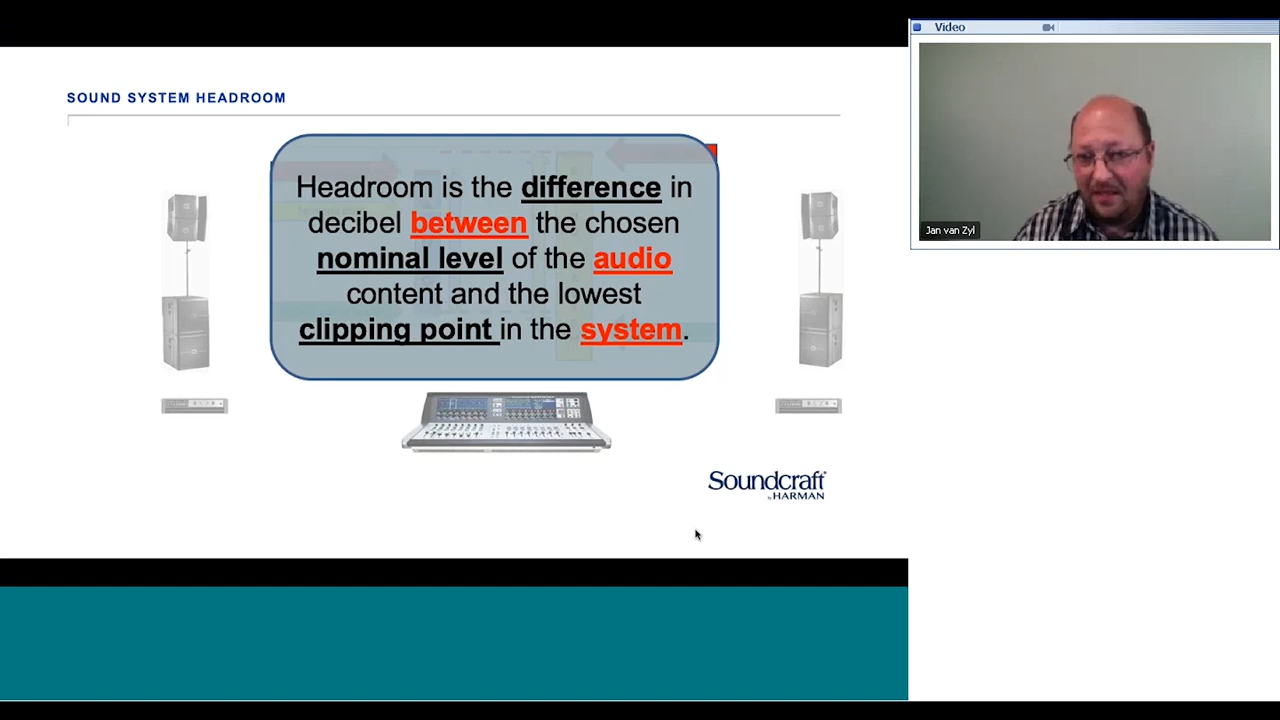 Video
SOUND SYSTEM HEADROOM
Headroom is the difference in
decibel between the chosen
nominal level of the audio
content and the lowest
clipping point in the system.
Jan van Zyl
Soundcraft
by HARMAN